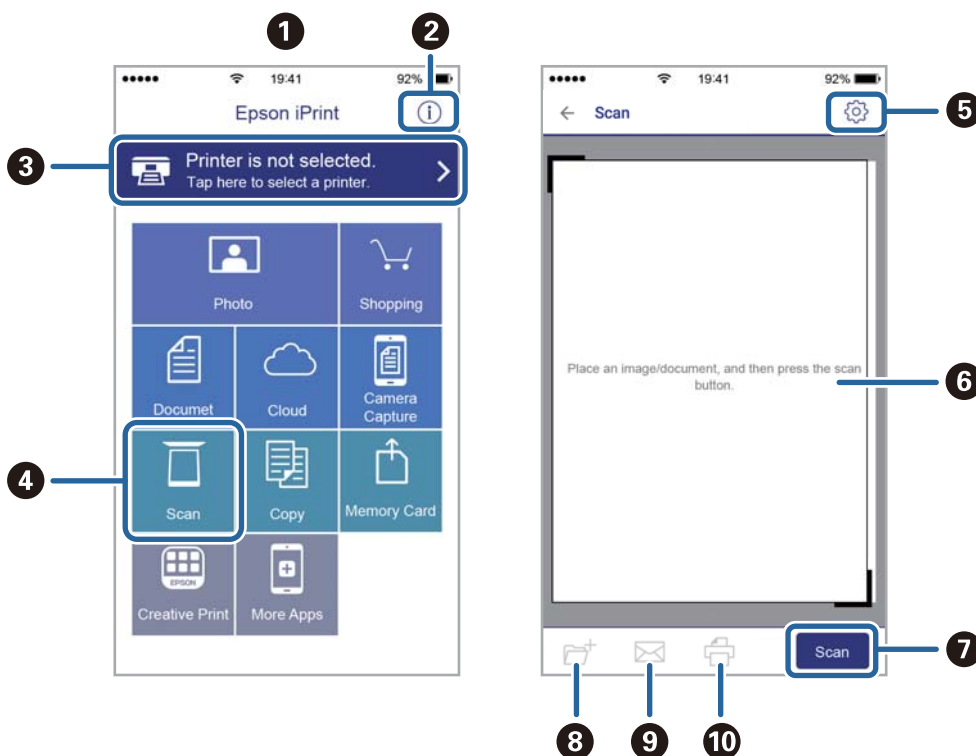 1
2
19:41
92%
Epson iPrint
i
3
Printer is not selected.
Tap here to select a printer.
Photo
Shopping
Documet
Cloud
Camera
Capture
4
Scan
Copy
Memory Card
EPSON
Creative Print
More Apps
19:41
92%
Scan
5
Place an image/document, and then press the scan
button.
6
Scan
7
8
9
10